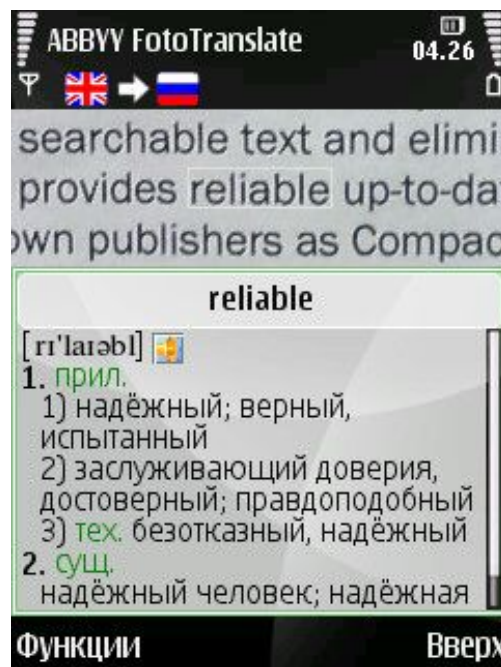 ABBYY FotoTranslate
04.26
searchable text and elimi
provides reliable up-to-da
own publishers as Compac
reliable
[rɪ'laɪəbl]
1. прил.
1) надёжный; верный,
испытанный
2) заслуживающий доверия,
достоверный; правдоподобный
3) тех. безотказный, надёжный
2. сущ.
надёжный человек; надёжная
Функции Вверх